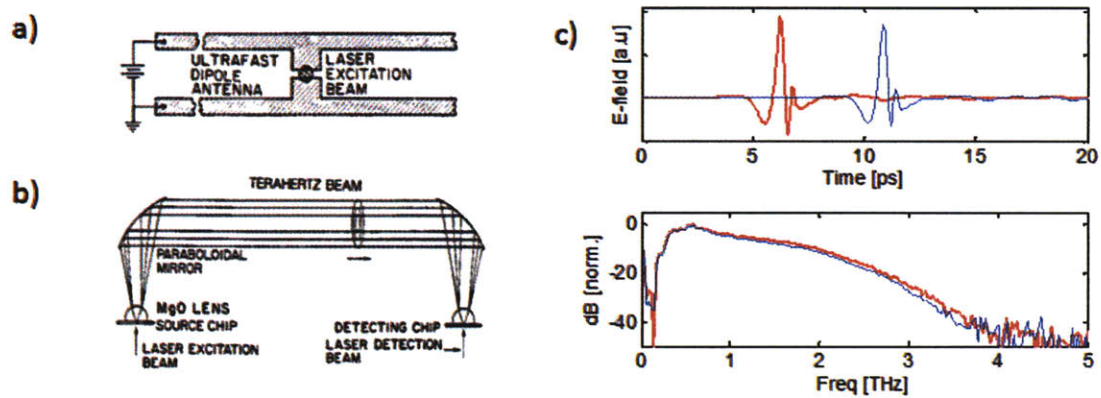 a)
ULTRAFAST
DIPOLE
ANTENNA
LASER
EXCITATION
BEAM
b)
TERAHERTZ BEAM
PARABOLOIDAL
MIRROR
MgO LENS
SOURCE CHIP
LASER EXCITATION
BEAM
DETECTING CHIP
LASER DETECTION
BEAM
c)
E-field [a.u]
0 5 10 15 20
Time [ps]
dB [norm.]
0
-20
-40
0 1 2 3 4 5
Freq [THz]